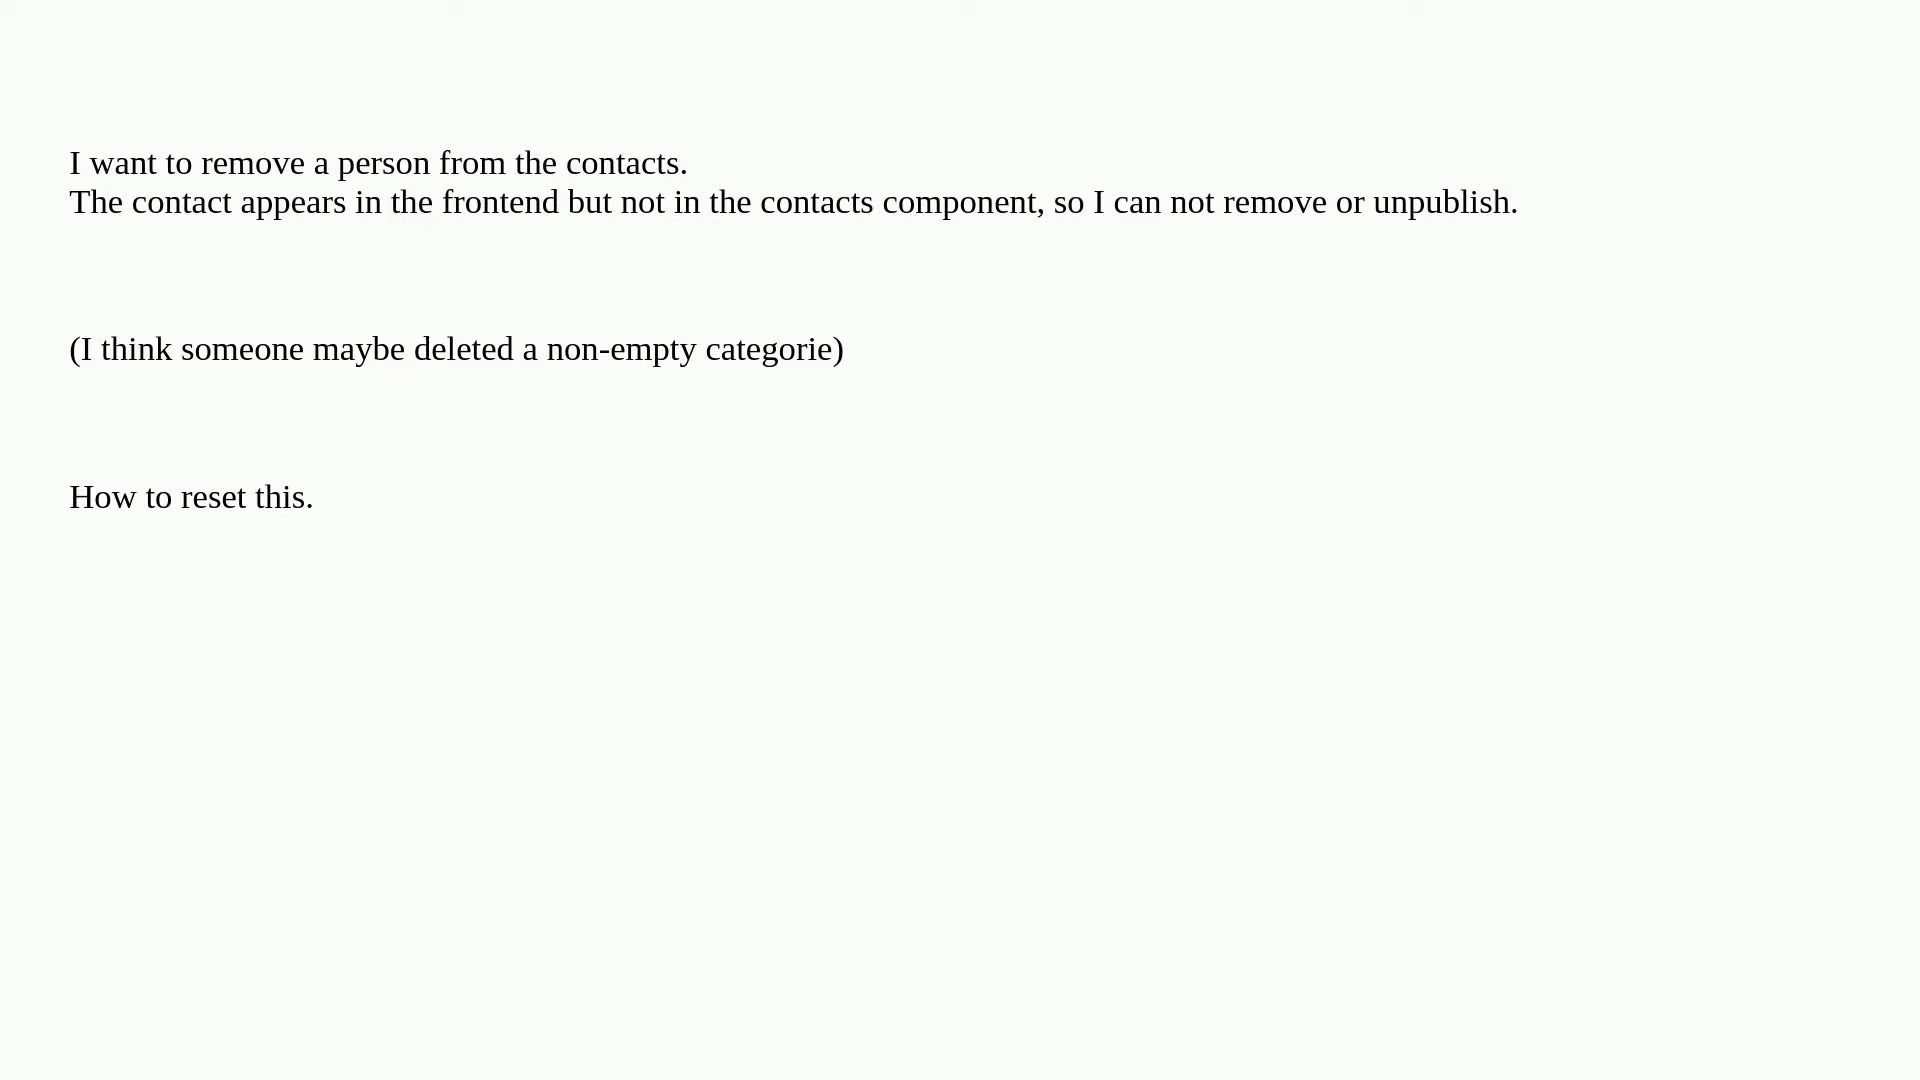 I want to remove a person from the contacts.
The contact appears in the frontend but not in the contacts component, so I can not remove or unpublish.
(I think someone maybe deleted a non-empty categorie)
How to reset this.